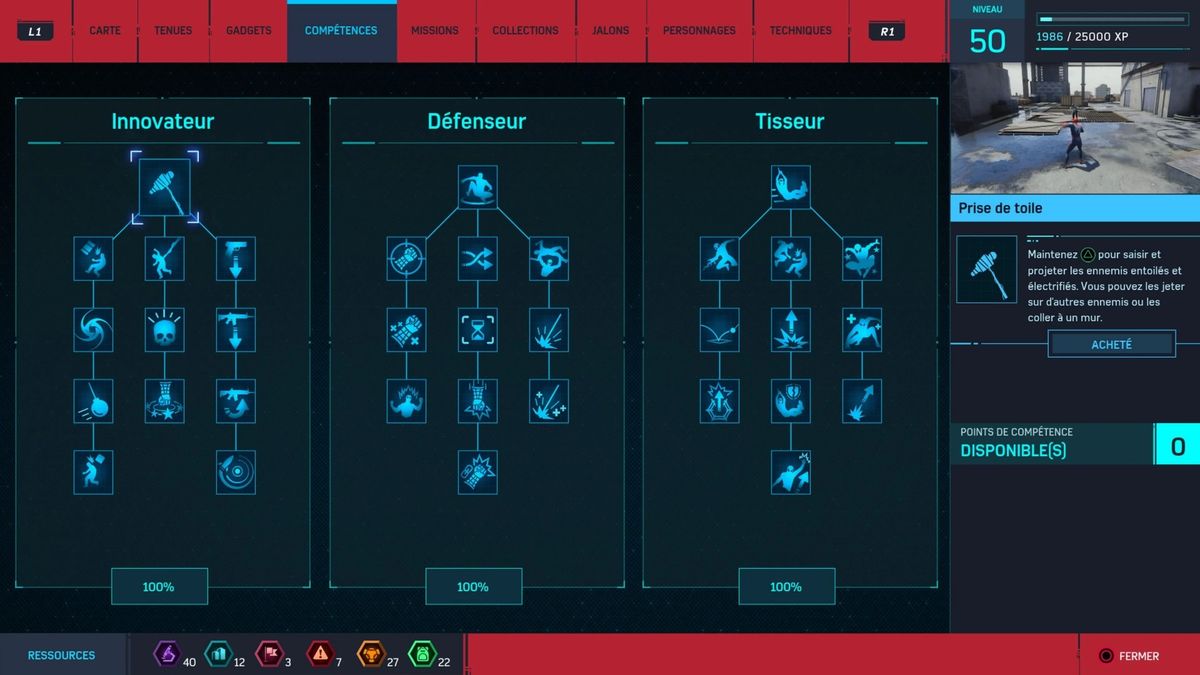 L1
CARTE
TENUES
GADGETS
COMPÉTENCES
MISSIONS
COLLECTIONS
JALONS
PERSONNAGES
TECHNIQUES
R1
NIVEAU
50
1986 / 25000 XP
Innovateur
Défenseur
Tisseur
Prise de toile
Maintenez pour saisir et
projeter les ennemis entoilés et
électrifiés. Vous pouvez les jeter
sur d'autres ennemis ou les
coller à un mur.
ACHETÉ
POINTS DE COMPÉTENCE
DISPONIBLE(S)
0
100%
100%
100%
RESSOURCES
40
12
3
7
27
22
FERMER